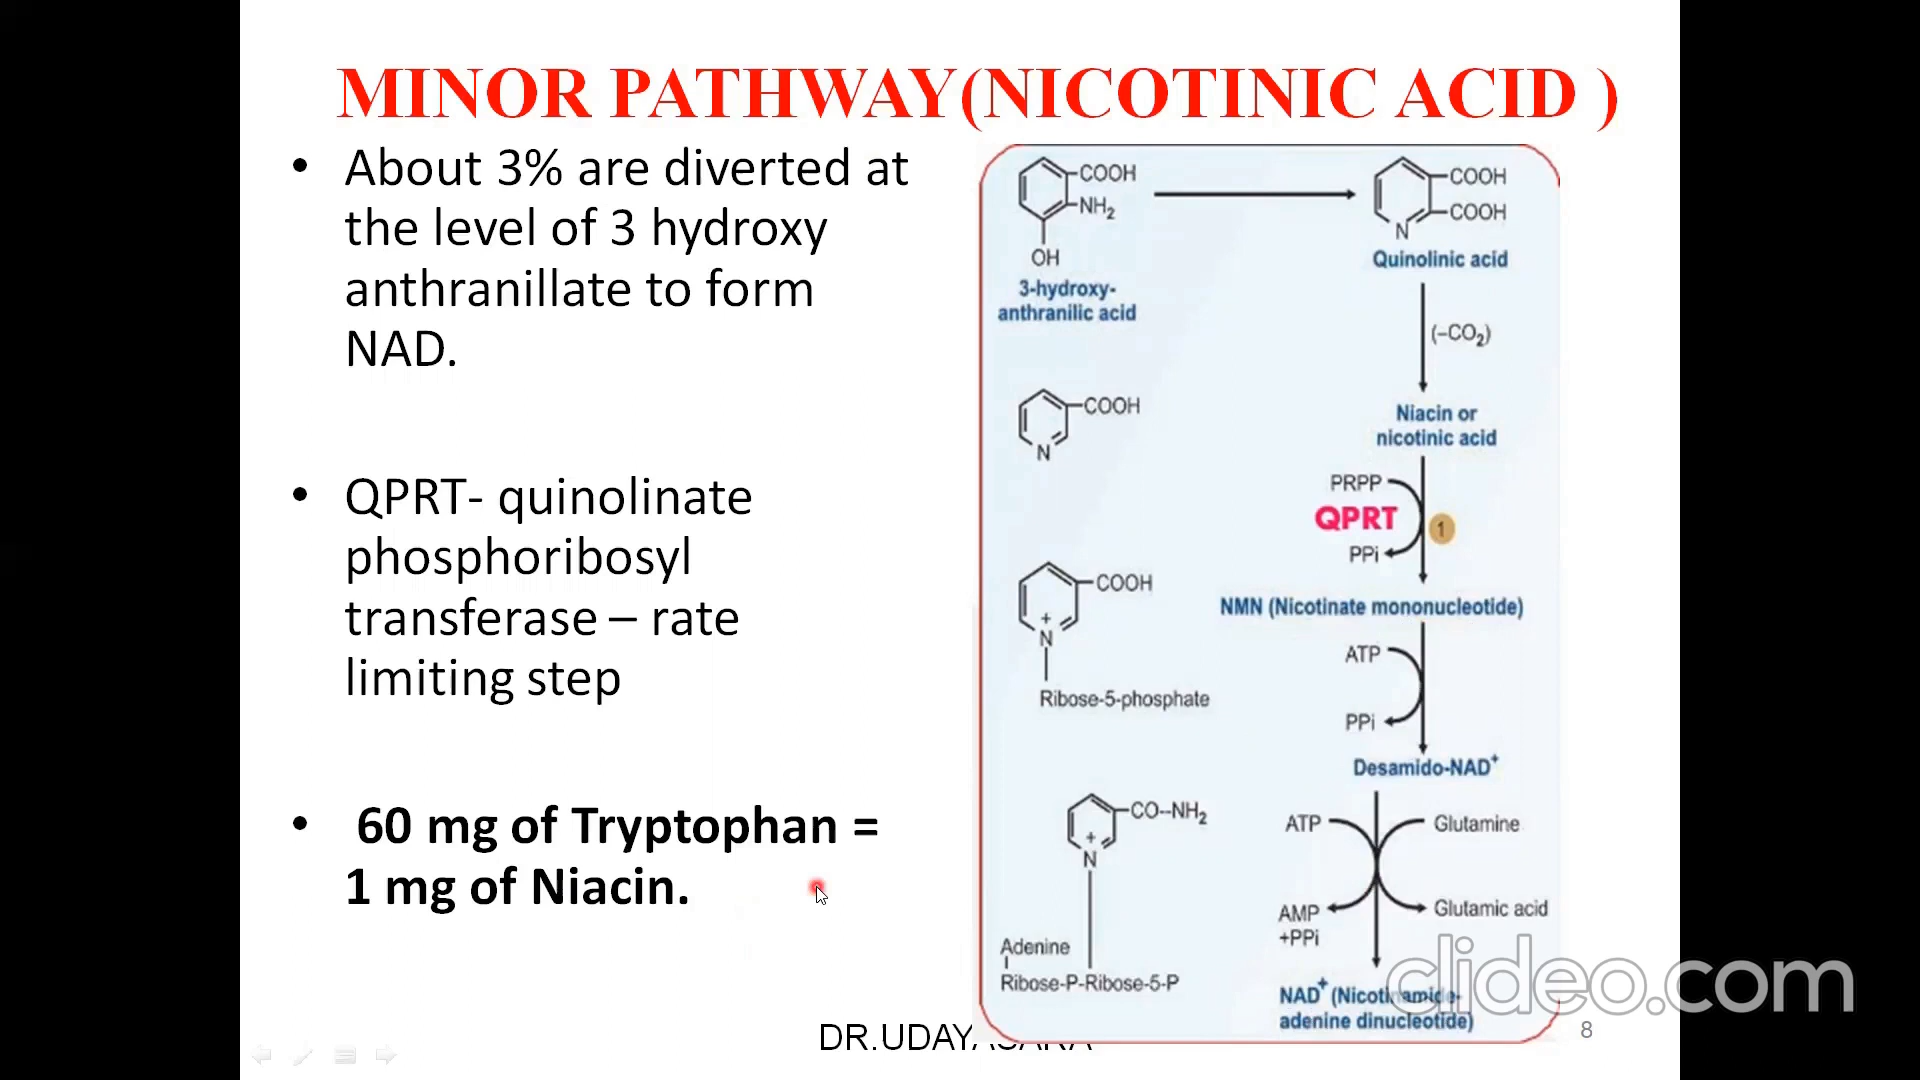 MINOR PATHWAY(NICOTINIC ACID )
• About 3% are diverted at
the level of 3 hydroxy
anthranillate to form
NAD.
• QPRT- quinolinate
phosphoribosyl
transferase – rate
limiting step
• 60 mg of Tryptophan =
1 mg of Niacin.
COOH
NH₂
OH
3-hydroxy-
anthranilic acid
COOH
COOH
N
Quinolinic acid
(–CO₂)
COOH
N
Niacin or
nicotinic acid
PRPP
QPRT
1
PPi
COOH
+
N
Ribose-5-phosphate
NMN (Nicotinate mononucleotide)
ATP
PPi
Desamido-NAD⁺
CO--NH₂
+
N
Adenine
Ribose-P-Ribose-5-P
ATP
Glutamine
AMP
+PPi
Glutamic acid
NAD⁺ (Nicotinamide-
adenine dinucleotide)
clideo.com
8